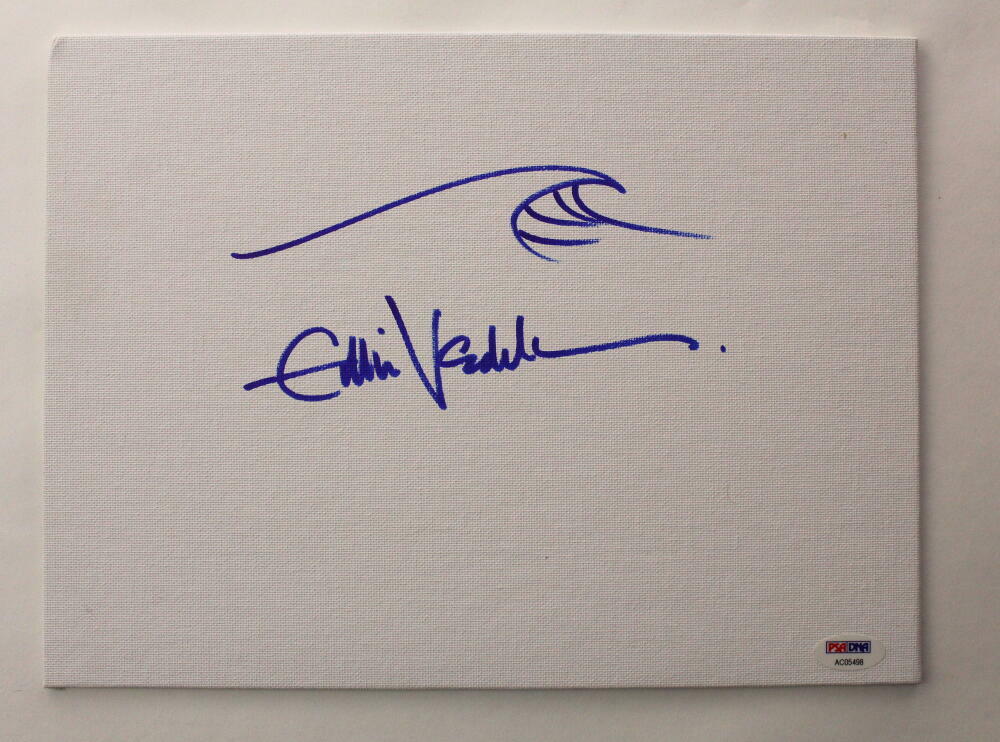 Eddie Vedder.
PSA DNA
AC05498